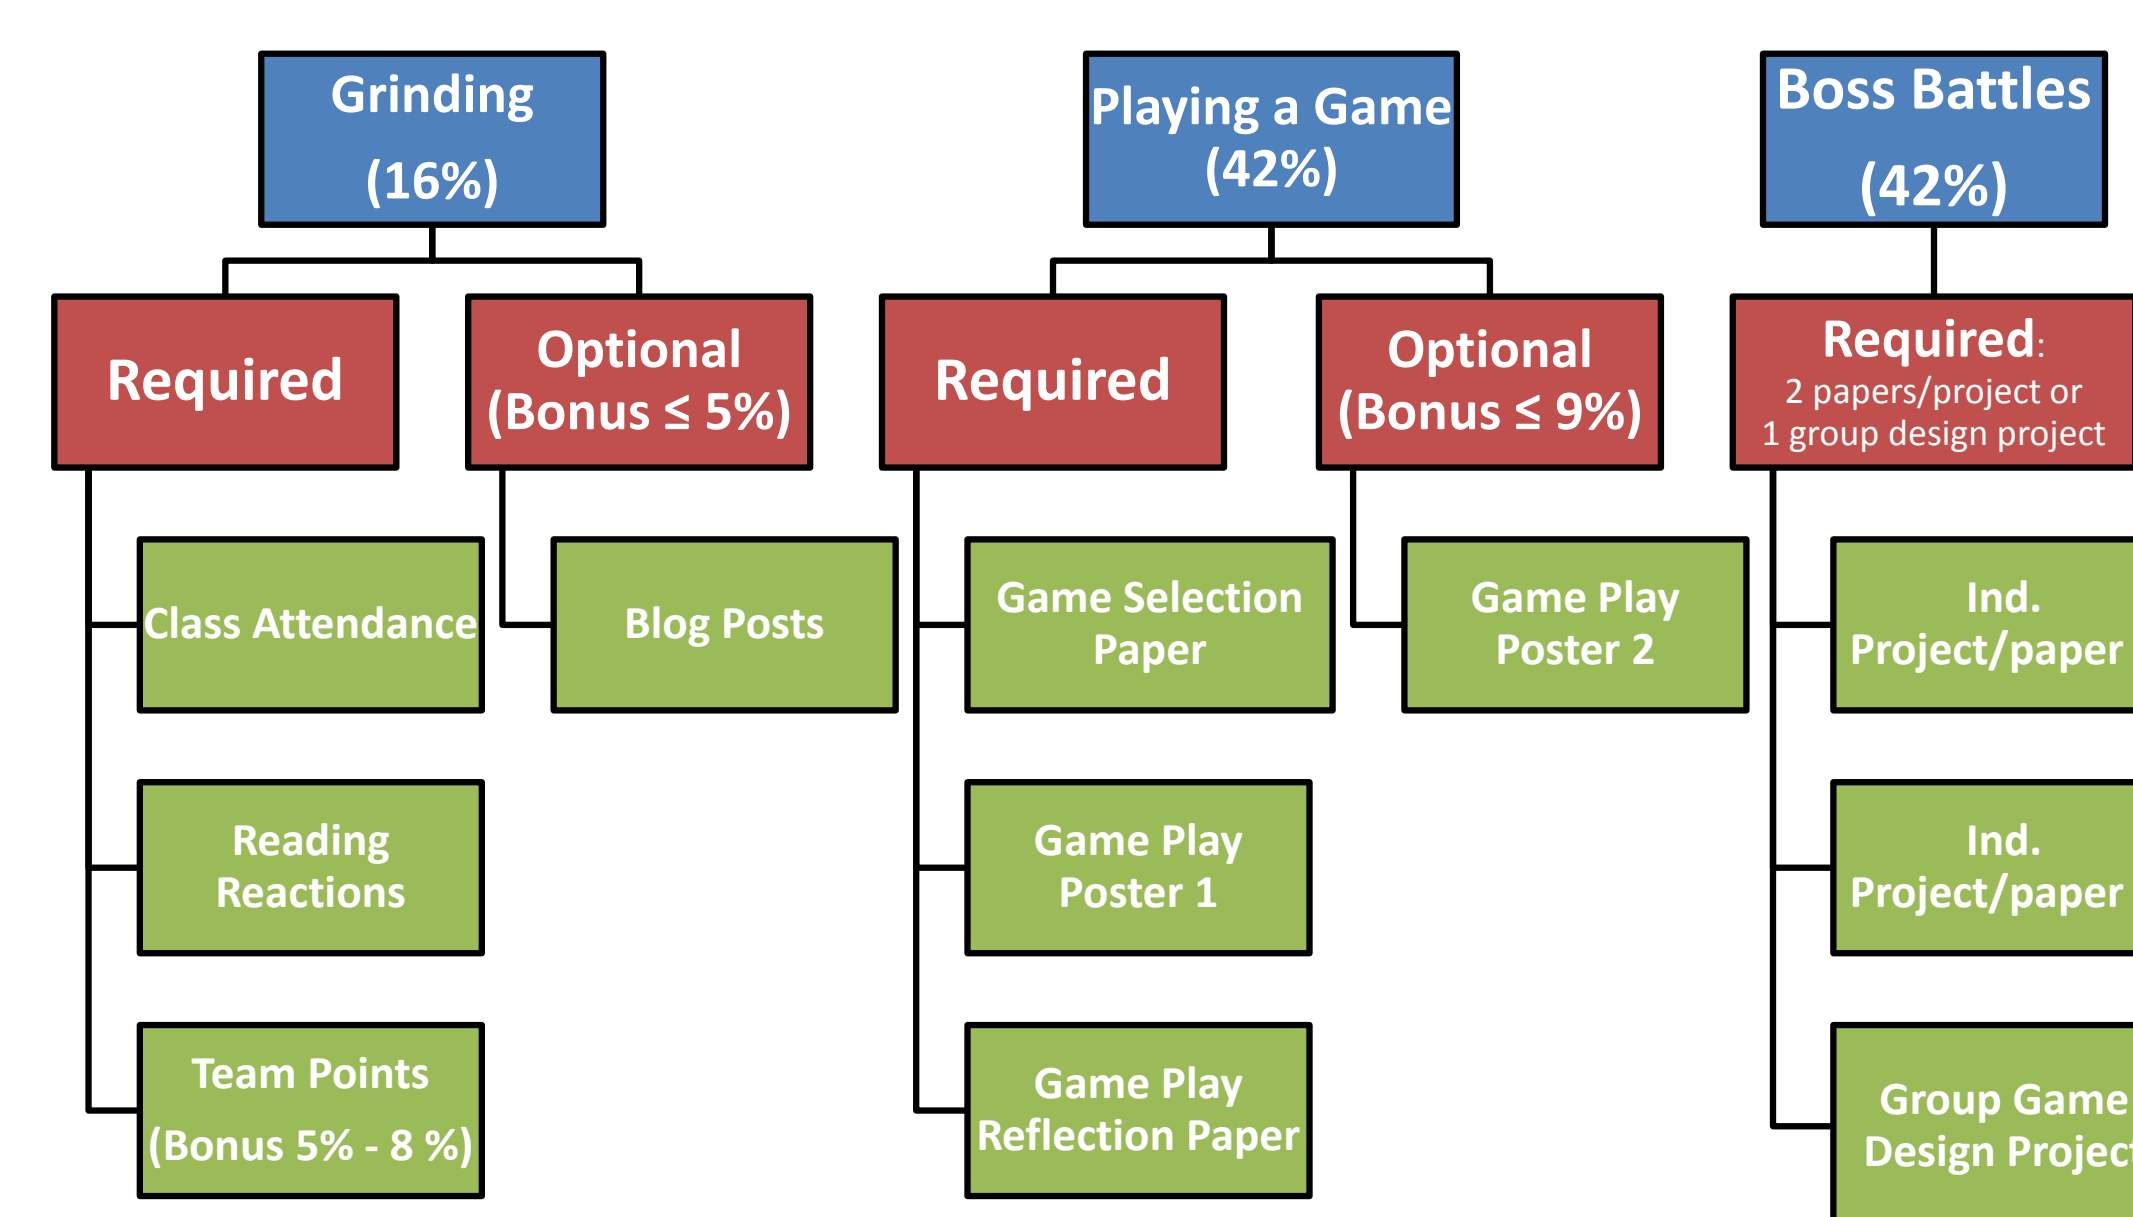 Grinding
(16%)
Playing a Game
(42%)
Boss Battles
(42%)
Required
Optional
(Bonus ≤ 5%)
Required
Optional
(Bonus ≤ 9%)
Required:
2 papers/project or
1 group design project
Class Attendance
Blog Posts
Game Selection
Paper
Game Play
Poster 2
Ind.
Project/paper
Reading
Reactions
Game Play
Poster 1
Ind.
Project/paper
Team Points
(Bonus 5% - 8 %)
Game Play
Reflection Paper
Group Game
Design Project